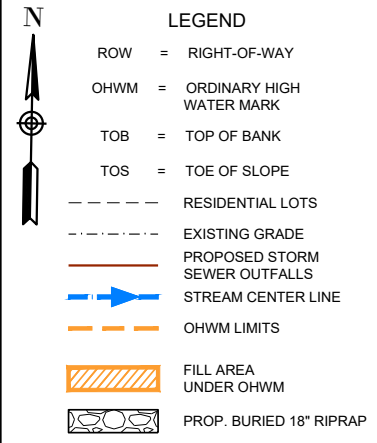 N
LEGEND
ROW = RIGHT-OF-WAY
OHWM = ORDINARY HIGH
WATER MARK
TOB = TOP OF BANK
TOS = TOE OF SLOPE
RESIDENTIAL LOTS
EXISTING GRADE
PROPOSED STORM
SEWER OUTFALLS
STREAM CENTER LINE
OHWM LIMITS
FILL AREA
UNDER OHWM
PROP. BURIED 18" RIPRAP